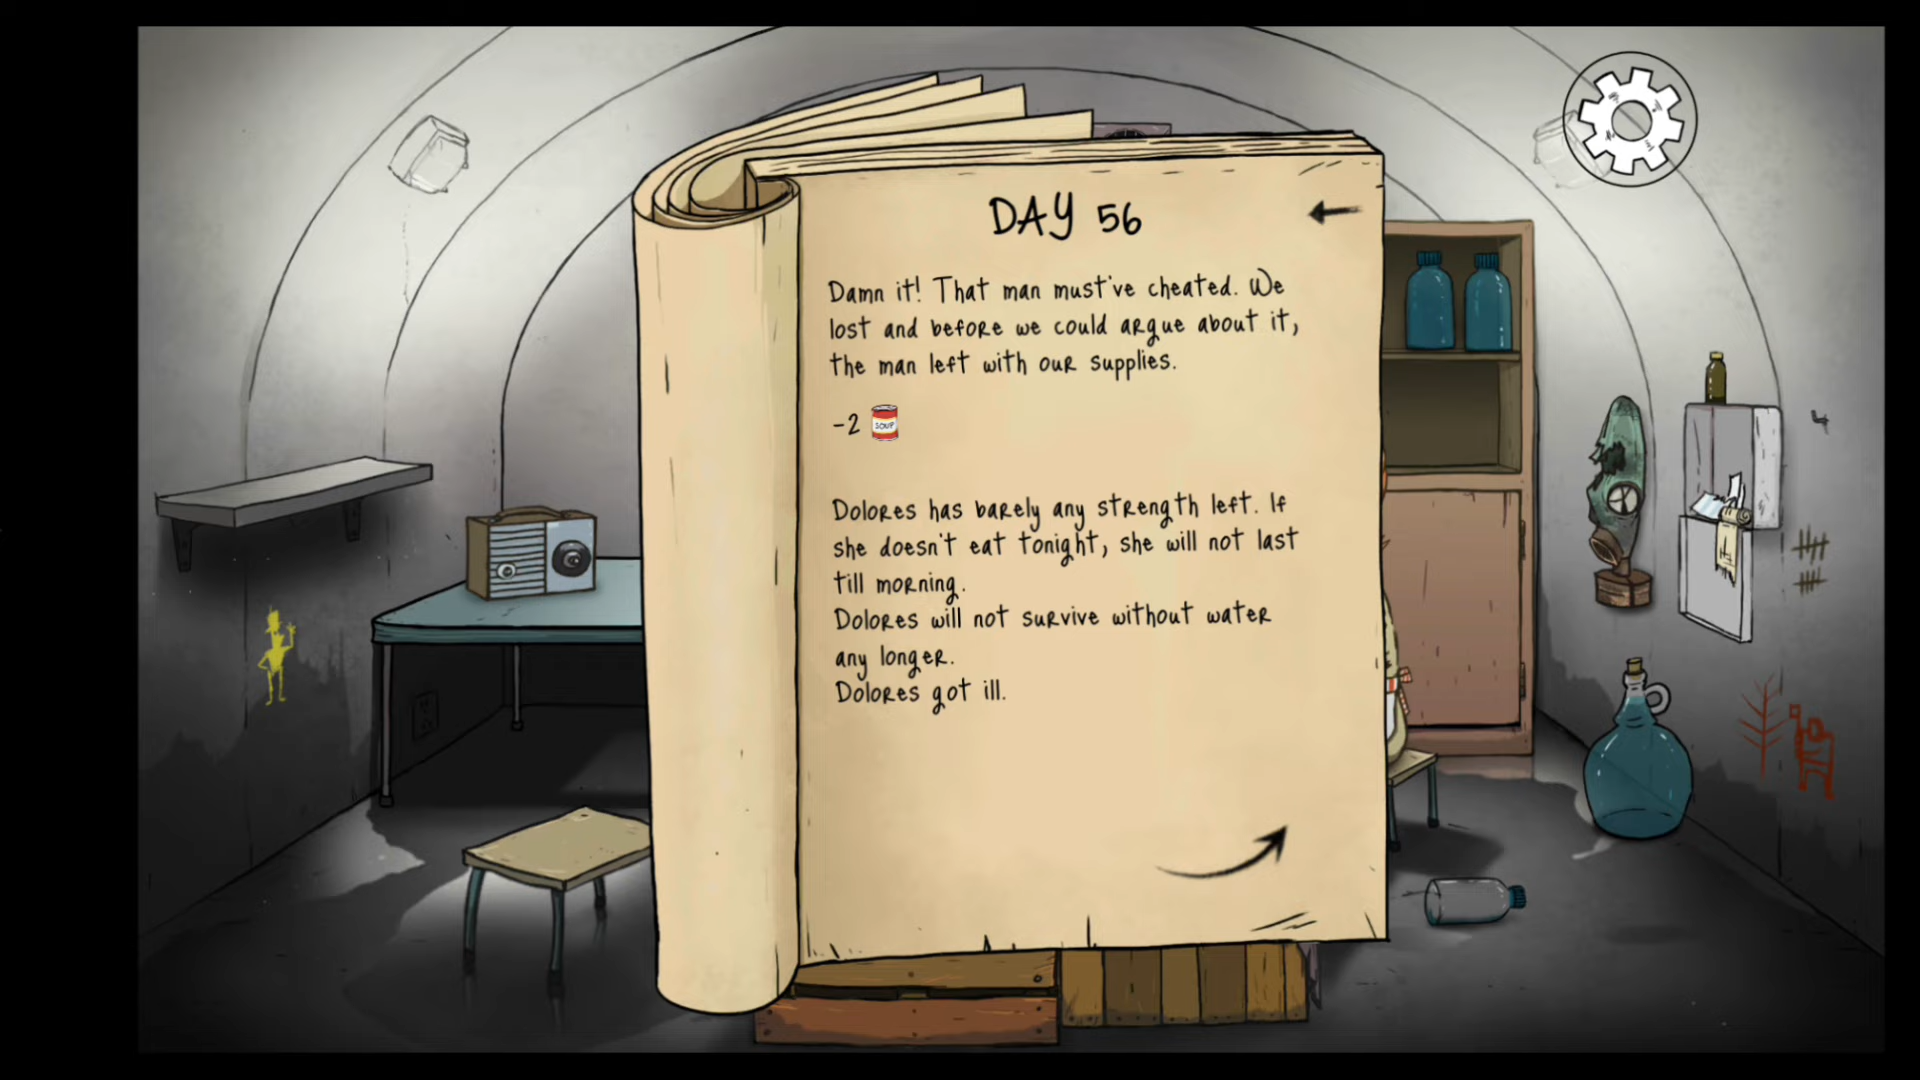 DAY 56
Damn it! That man must've cheated. We
lost and before we could argue about it,
the man left with our supplies.
-2 SOUP
Dolores has barely any strength left. If
she doesn't eat tonight, she will not last
till morning.
Dolores will not survive without water
any longer.
Dolores got ill.